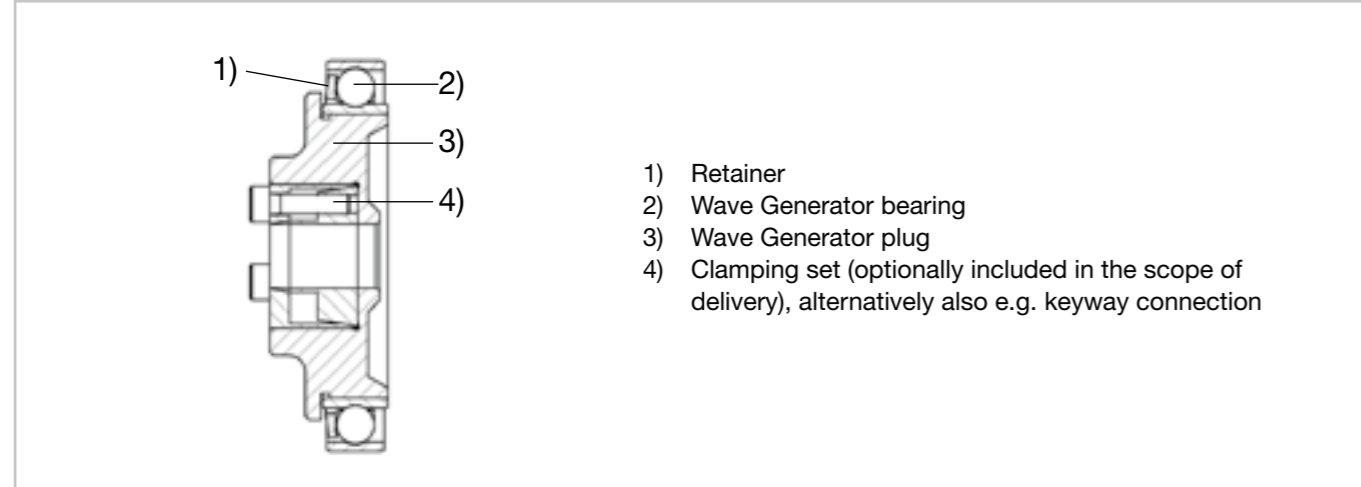 1)
2)
3)
4)
1) Retainer
2) Wave Generator bearing
3) Wave Generator plug
4) Clamping set (optionally included in the scope of
delivery), alternatively also e.g. keyway connection